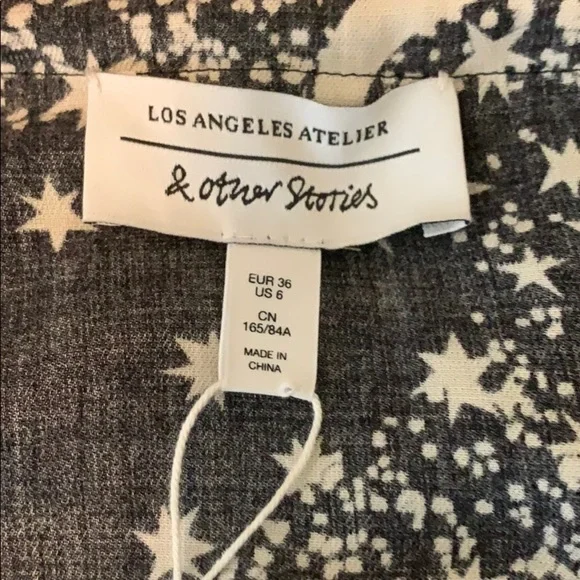 LOS ANGELES ATELIER
& other Stories
EUR 36
US 6
CN
165/84A
MADE IN
CHINA